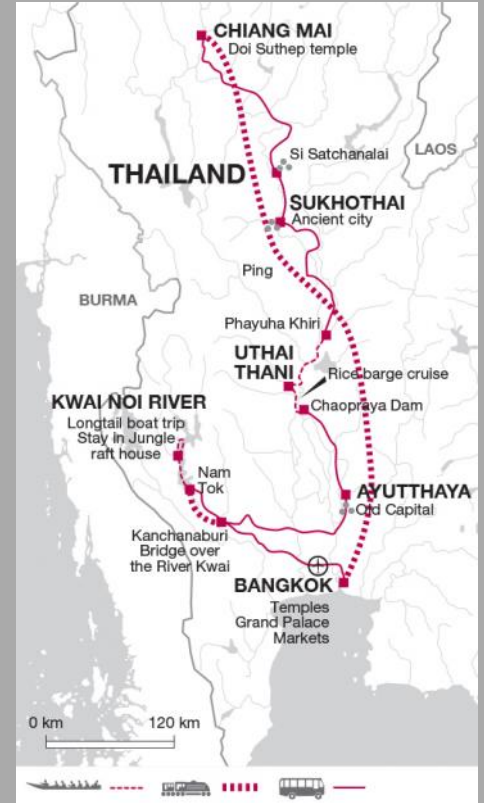 CHIANG MAI
Doi Suthep temple
Si Satchanalai
LAOS
THAILAND
SUKHOTHAI
Ancient city
Ping
BURMA
Phayuha Khiri
UTHAI
THANI
Rice barge cruise
KWAI NOI RIVER
Chaopraya Dam
Longtail boat trip
Stay in Jungle
raft house
Nam
Tok
AYUTTHAYA
Old Capital
Kanchanaburi
Bridge over
the River Kwai
BANGKOK
Temples
Grand Palace
Markets
0 km
120 km